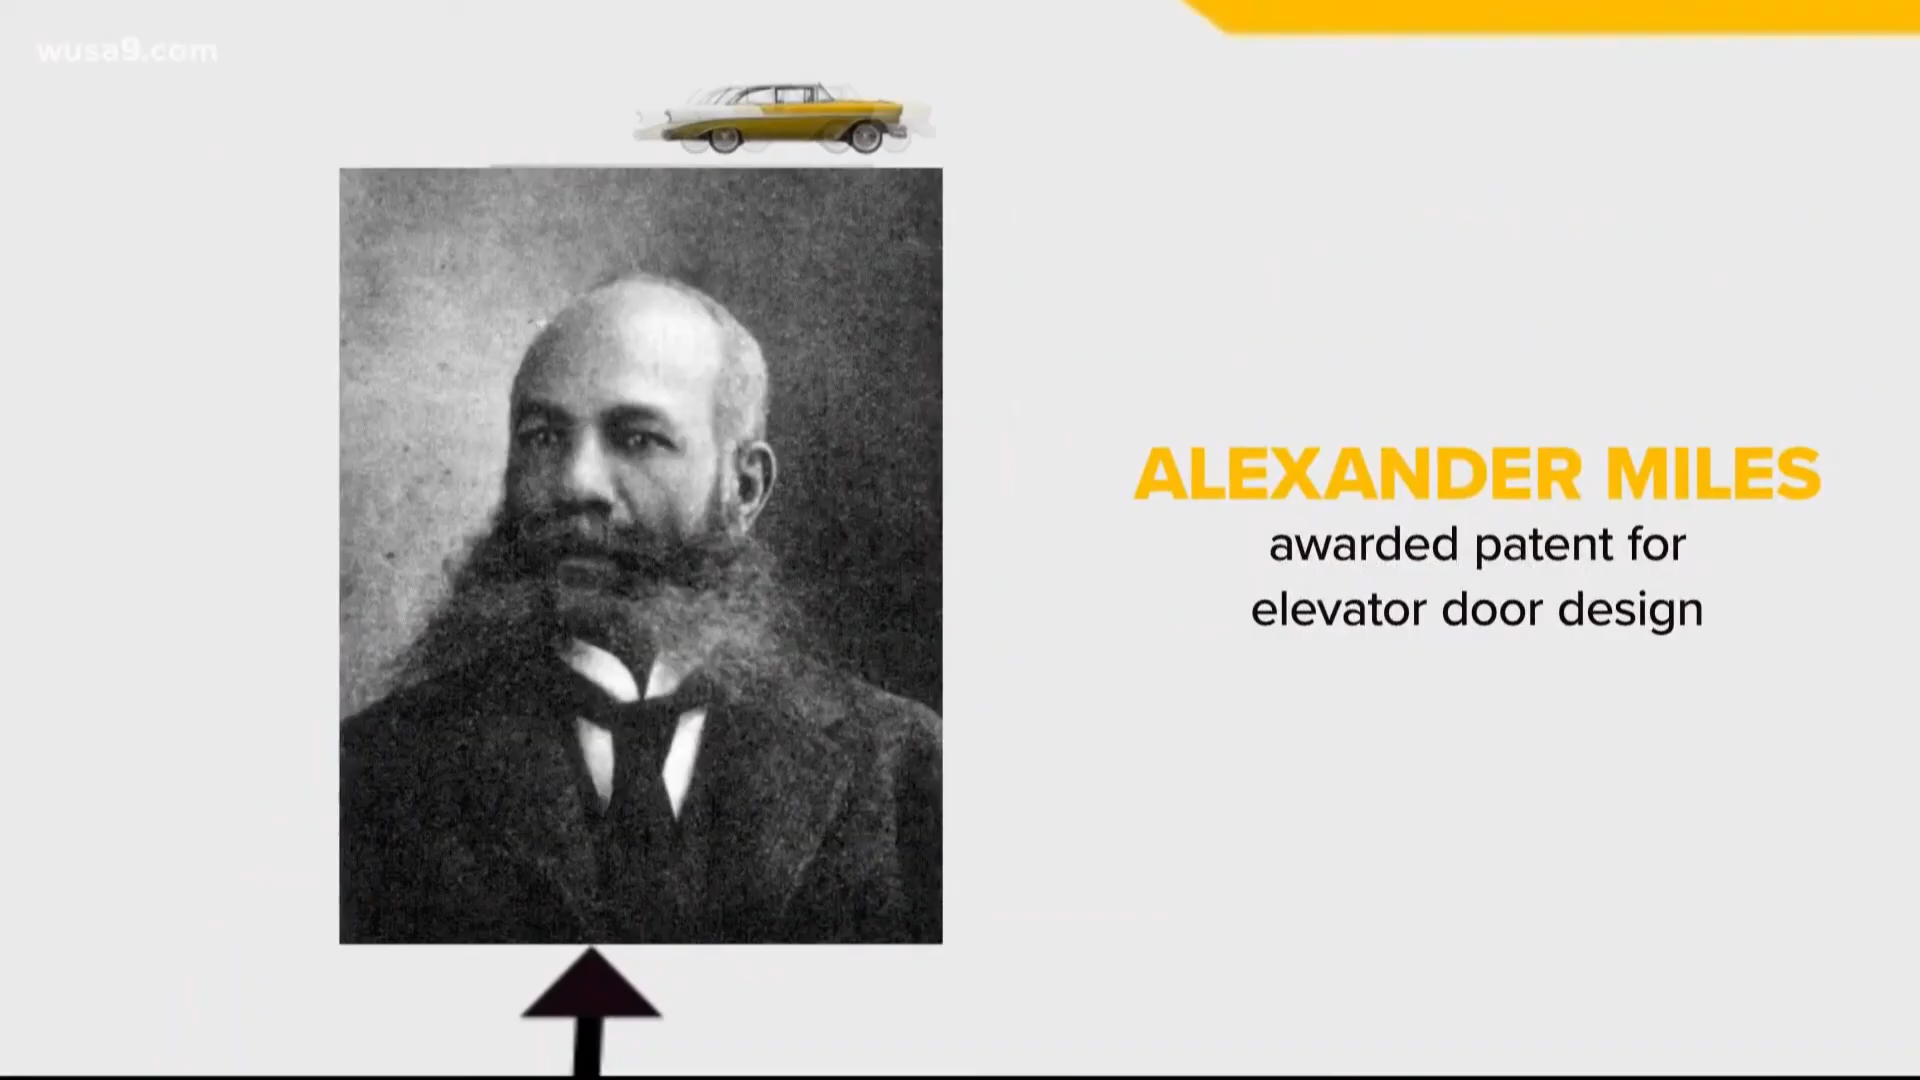 wusa9.com
ALEXANDER MILES
awarded patent for
elevator door design